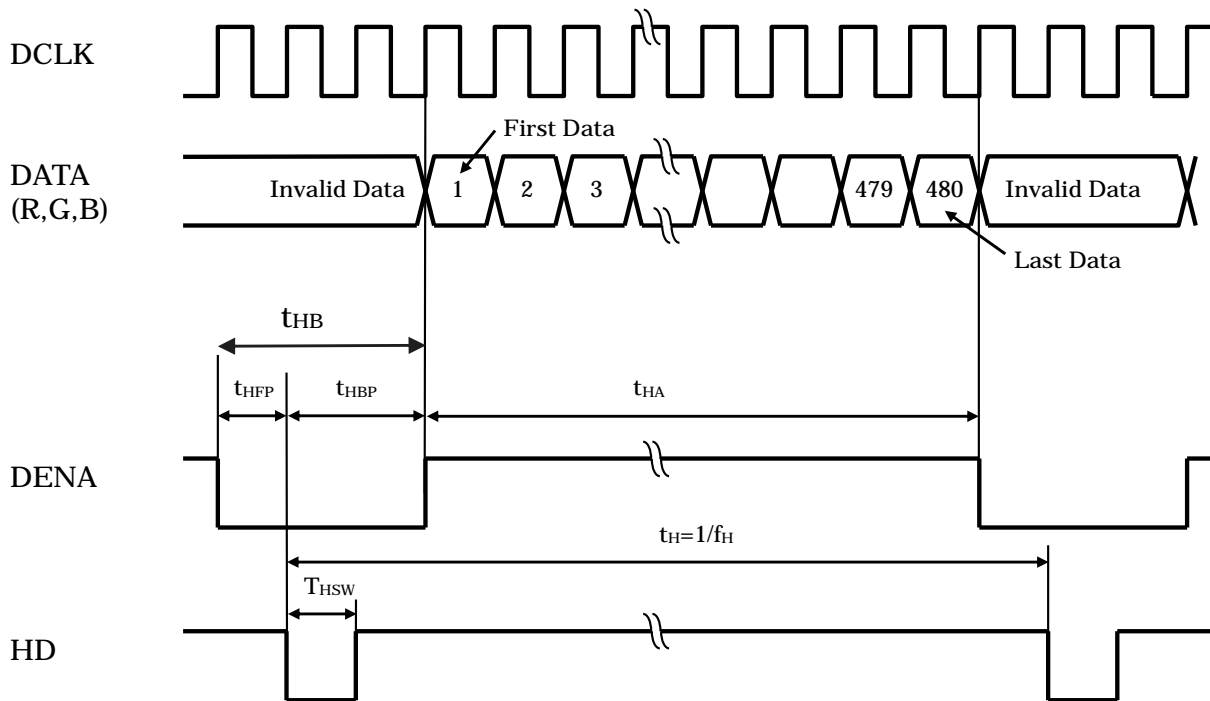 DCLK
First Data
DATA
(R,G,B)
Invalid Data 1 2 3 479 480 Invalid Data
Last Data
tHB
tHFP tHBP tHA
DENA
tH=1/fH
THSW
HD